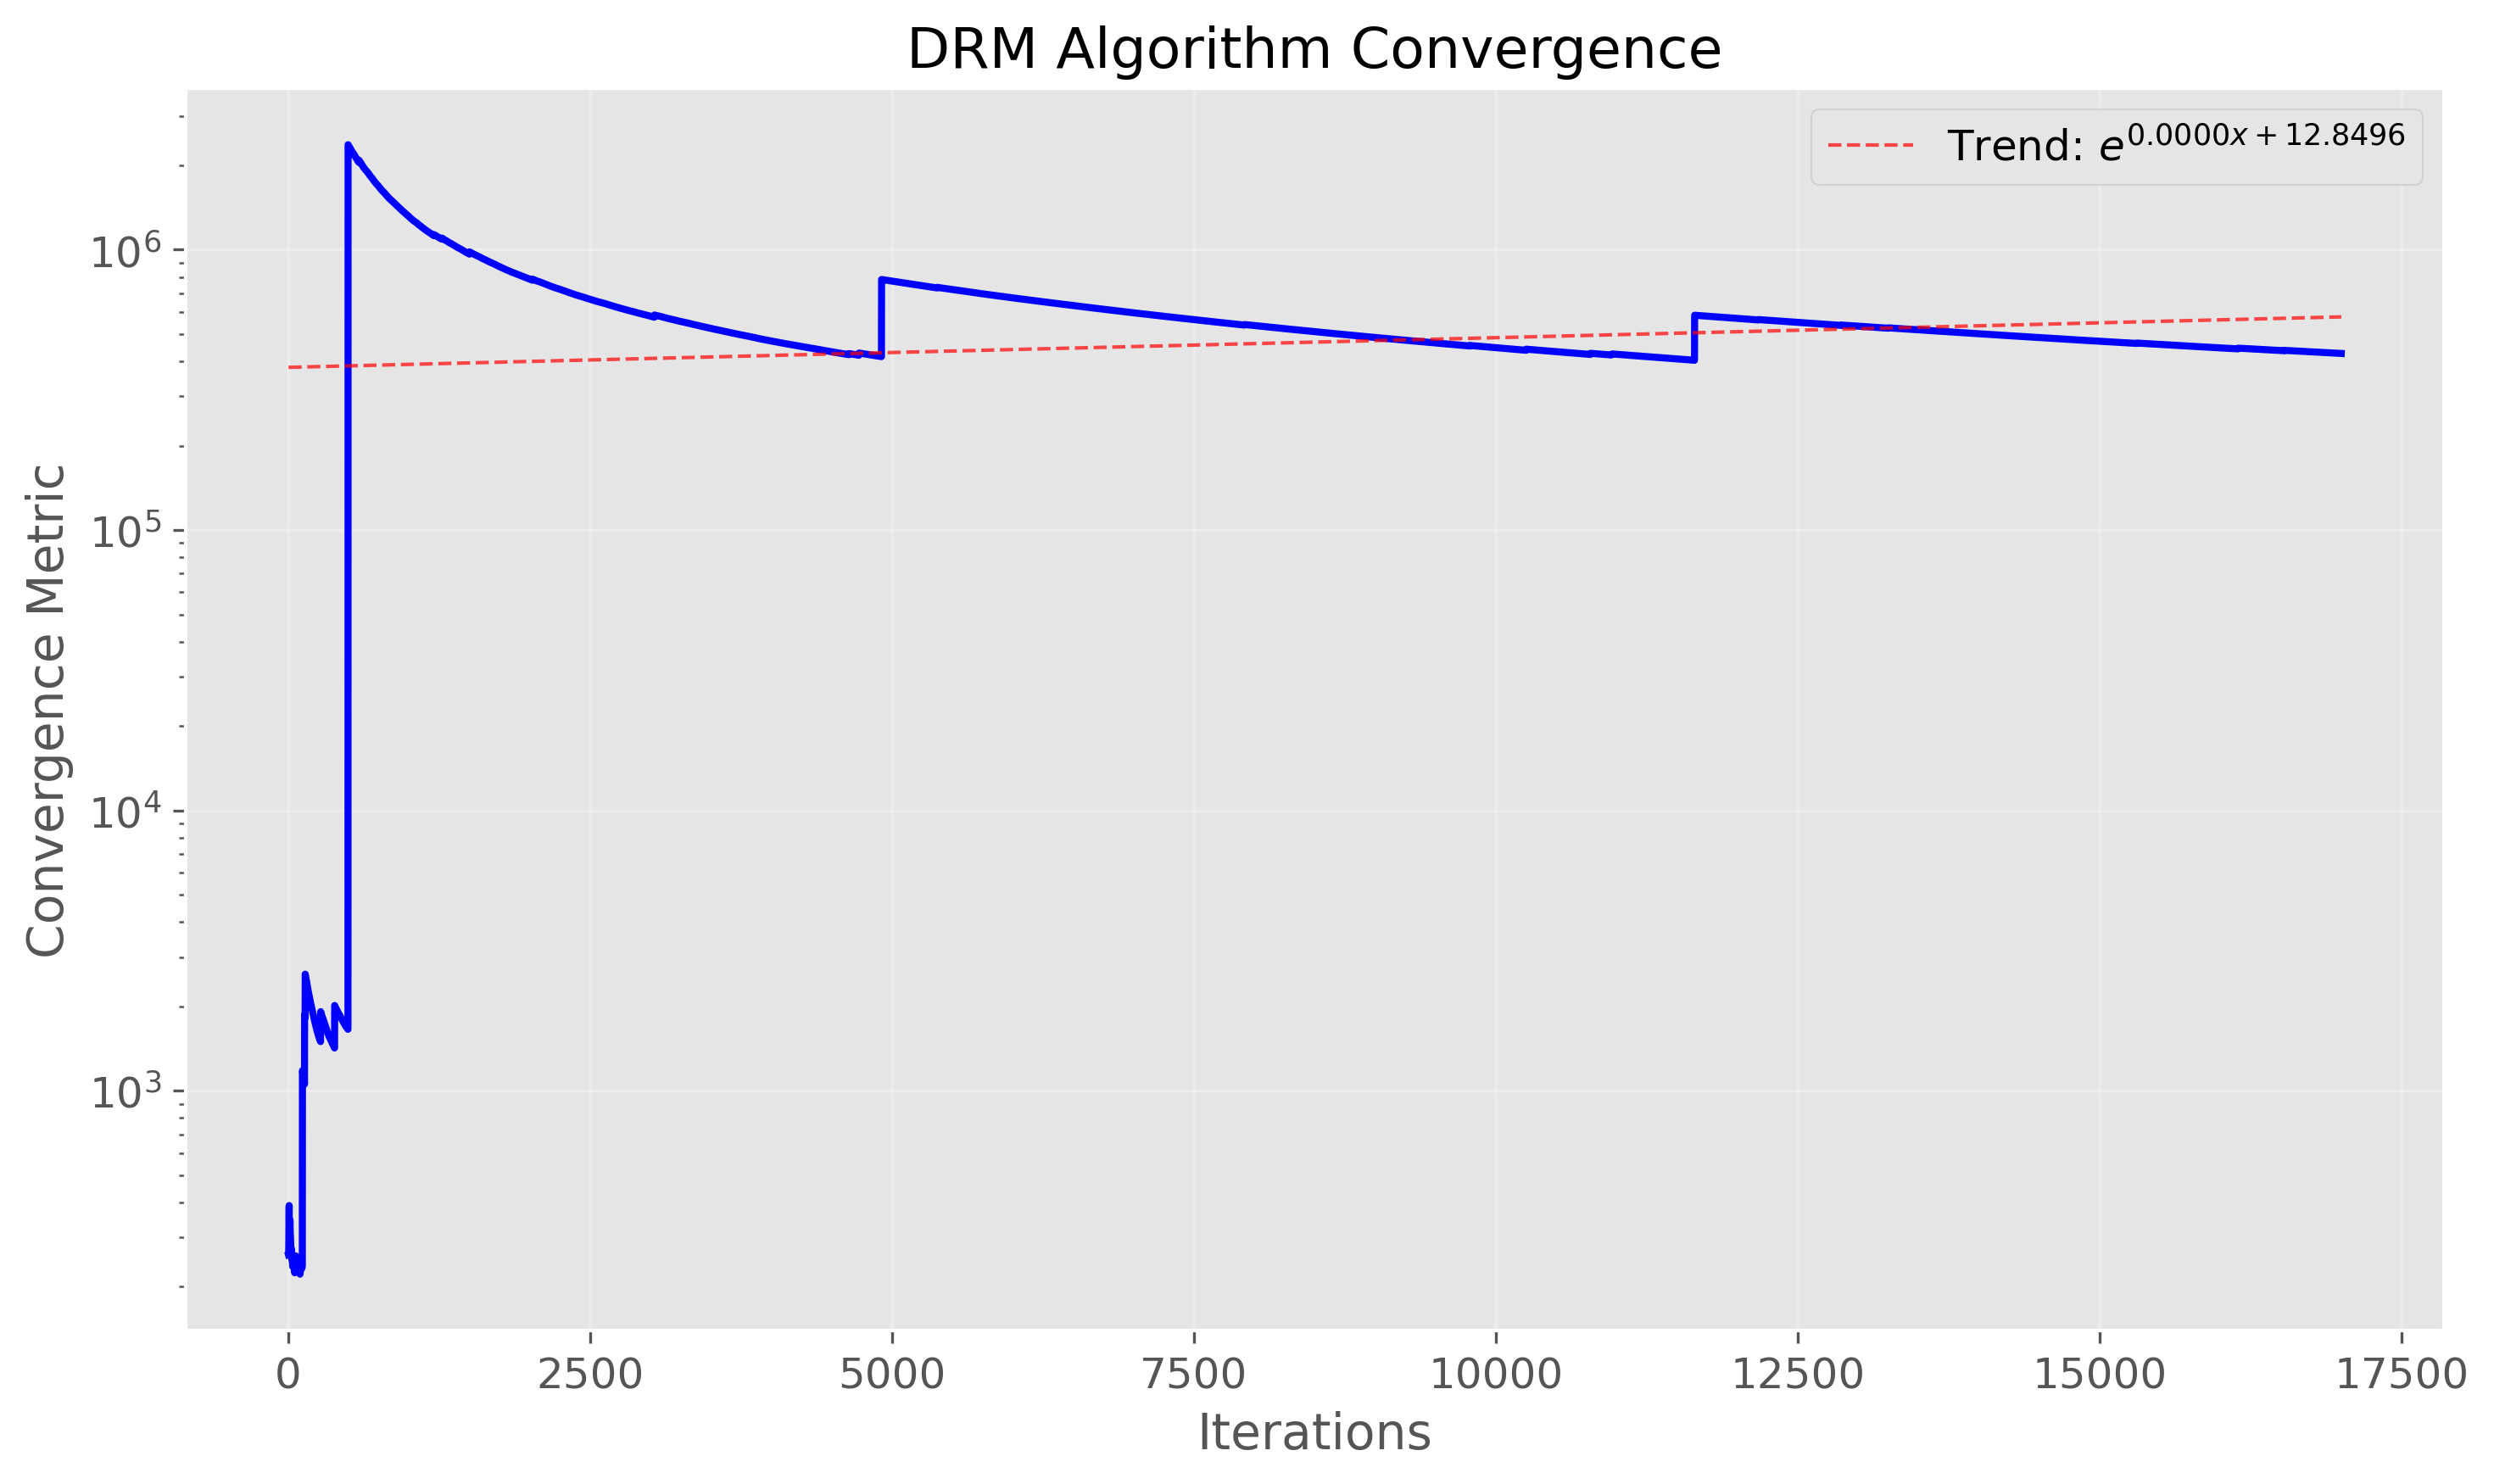 DRM Algorithm Convergence
Trend: e^{0.0000x + 12.8496}
Convergence Metric
10^6
10^5
10^4
10^3
0 2500 5000 7500 10000 12500 15000 17500
Iterations